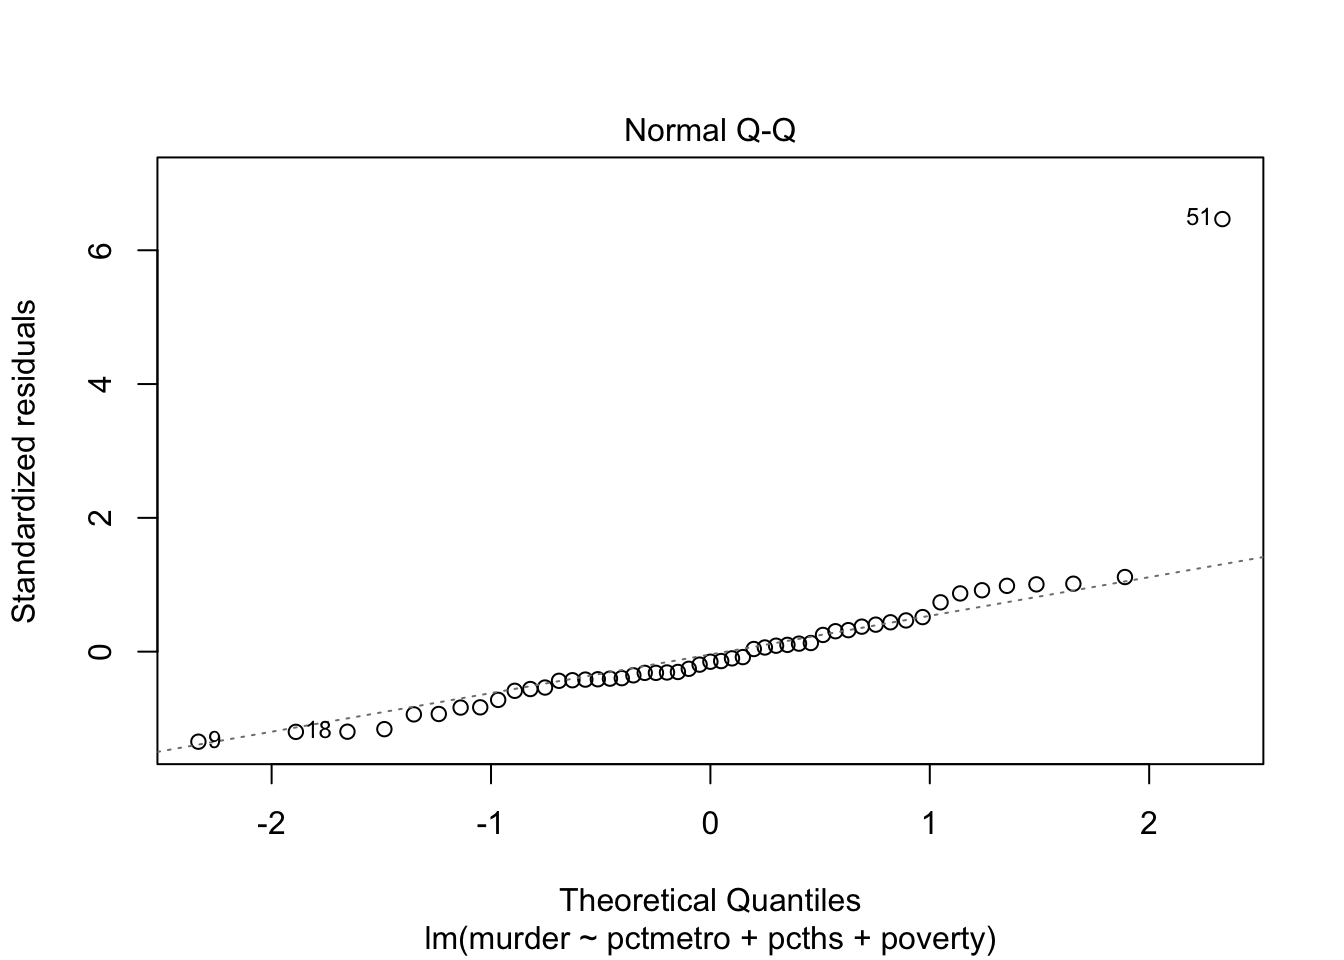 Normal Q-Q
Standardized residuals
6
4
2
0
51
9
18
-2 -1 0 1 2
Theoretical Quantiles
lm(murder ~ pctmetro + pcths + poverty)